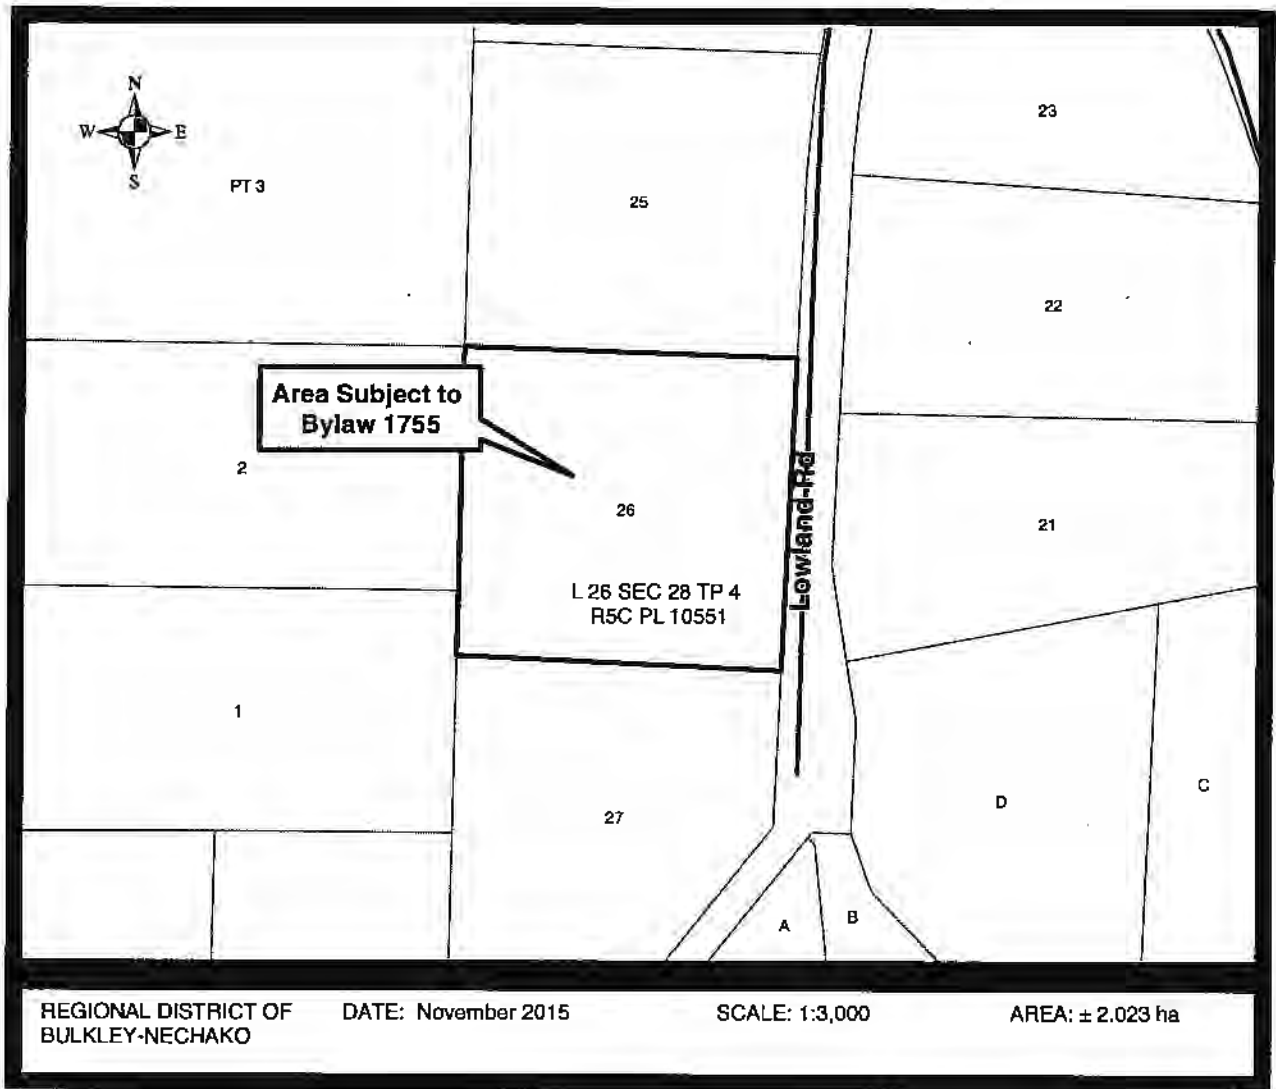 N
W E
S
PT 3
25
23
22
Area Subject to
Bylaw 1755
2
26
21
L 26 SEC 28 TP 4
R5C PL 10551
Lowland Rd
1
27
D
C
A
B
REGIONAL DISTRICT OF
BULKLEY-NECHAKO
DATE: November 2015
SCALE: 1:3,000
AREA: ± 2.023 ha